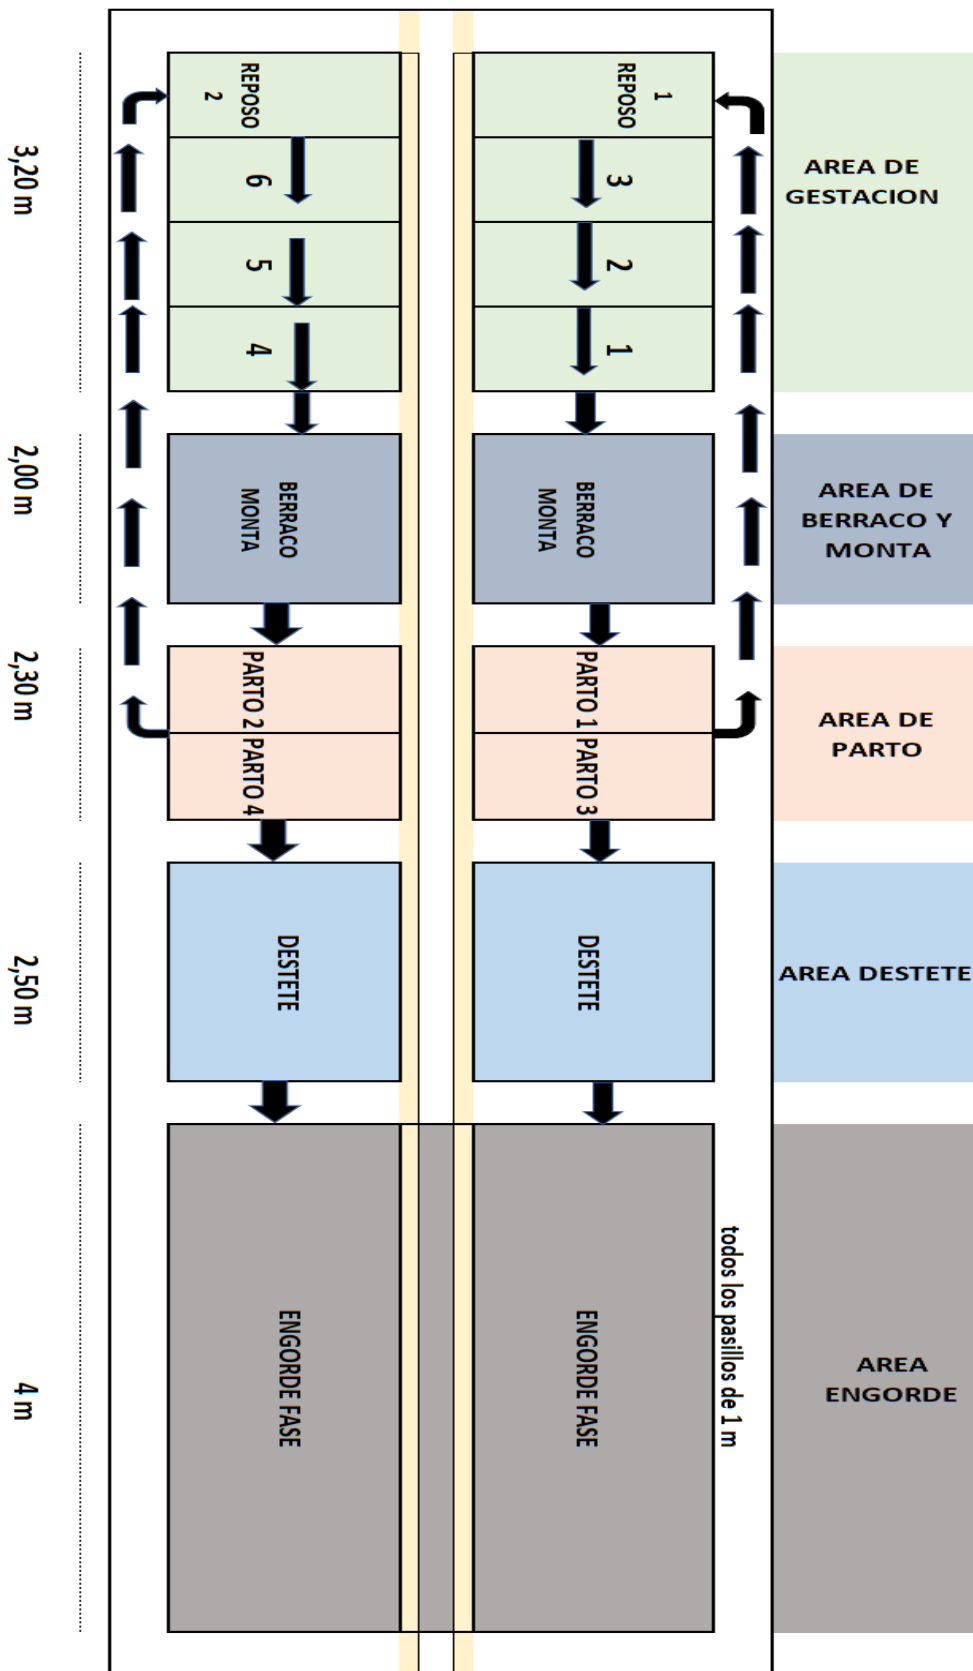 AREA DE
GESTACION
AREA DE
BERRACO Y
MONTA
AREA DE
PARTO
AREA DESTETE
AREA
ENGORDE
REPOSO
1
3
2
1
BERRACO
MONTA
PARTO 1
PARTO 3
DESTETE
ENGORDE FASE
todos los pasillos de 1 m
REPOSO
2
6
5
4
BERRACO
MONTA
PARTO 2
PARTO 4
DESTETE
ENGORDE FASE
3,20 m
2,00 m
2,30 m
2,50 m
4 m